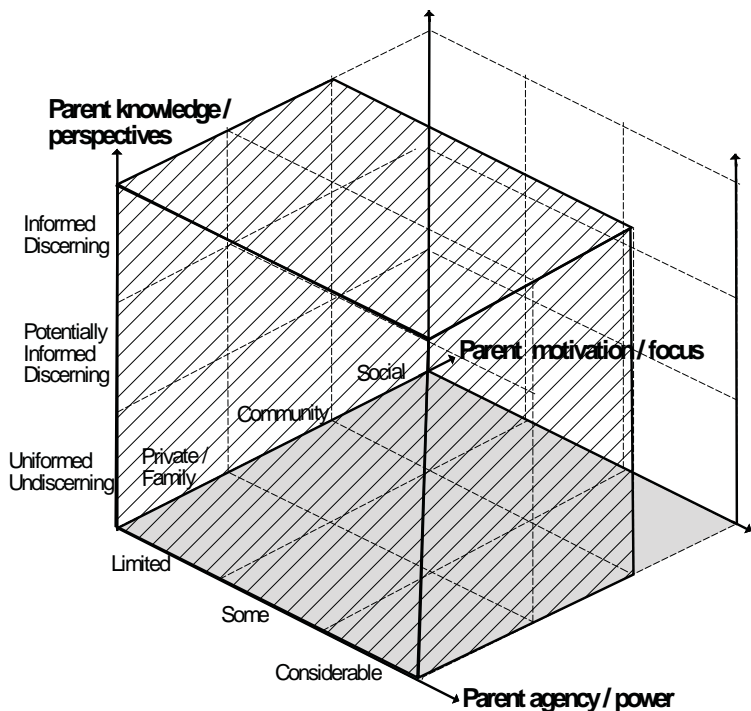 Parent knowledge /
perspectives
Informed
Discerning
Potentially
Informed
Discerning
Parent motivation / focus
Social
Community
Private /
Family
Uniformed
Undiscerning
Limited
Some
Considerable
Parent agency / power